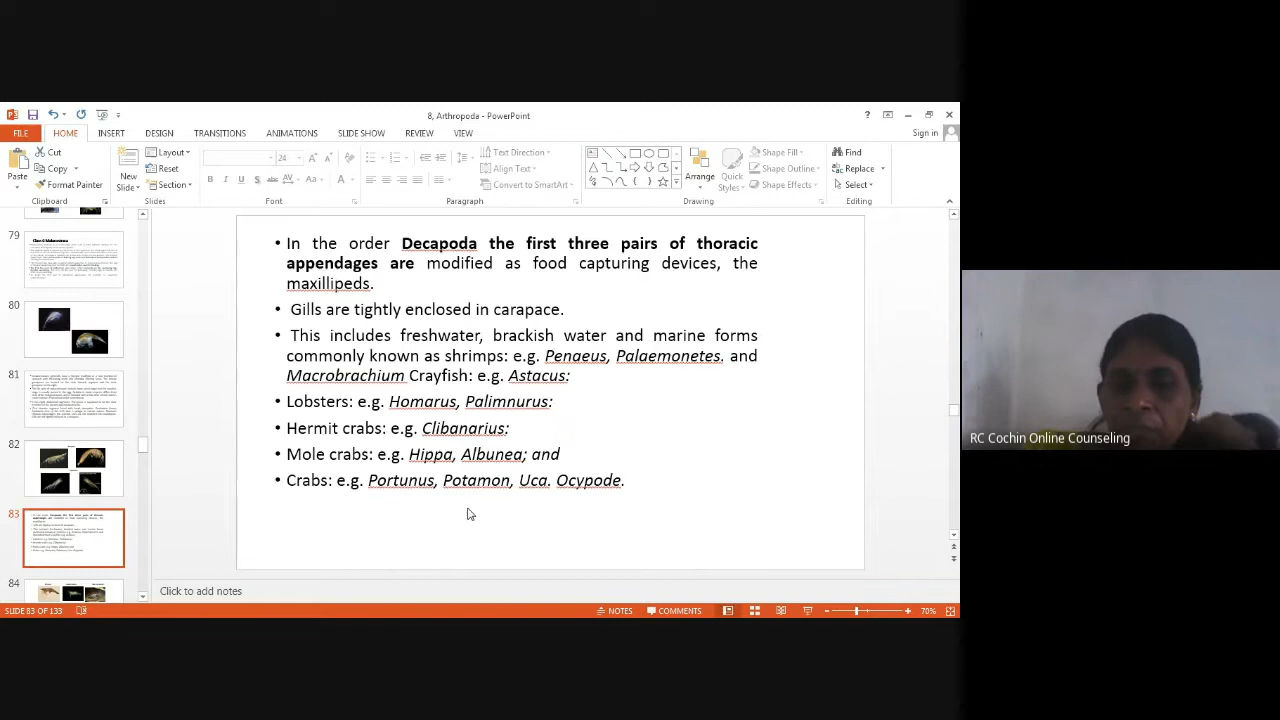 8, Arthropoda - PowerPoint
Sign in
FILE HOME INSERT DESIGN TRANSITIONS ANIMATIONS SLIDE SHOW REVIEW VIEW
Paste
Cut
Copy
Format Painter
Clipboard
New Slide
Layout
Reset
Section
Slides
24
Font
Paragraph
Text Direction
Align Text
Convert to SmartArt
Arrange
Quick Styles
Shape Fill
Shape Outline
Shape Effects
Drawing
Find
Replace
Select
Editing
79
80
81
82
83
84
• In the order Decapoda the first three pairs of thoracic
appendages are modified as food capturing devices, the
maxillipeds.
• Gills are tightly enclosed in carapace.
• This includes freshwater, brackish water and marine forms
commonly known as shrimps: e.g. Penaeus, Palaemonetes. and
Macrobrachium Crayfish: e.g. Astacus:
• Lobsters: e.g. Homarus, Palinurus:
• Hermit crabs: e.g. Clibanarius:
• Mole crabs: e.g. Hippa, Albunea; and
• Crabs: e.g. Portunus, Potamon, Uca. Ocypode.
Click to add notes
SLIDE 83 OF 133
NOTES COMMENTS 70%
RC Cochin Online Counseling